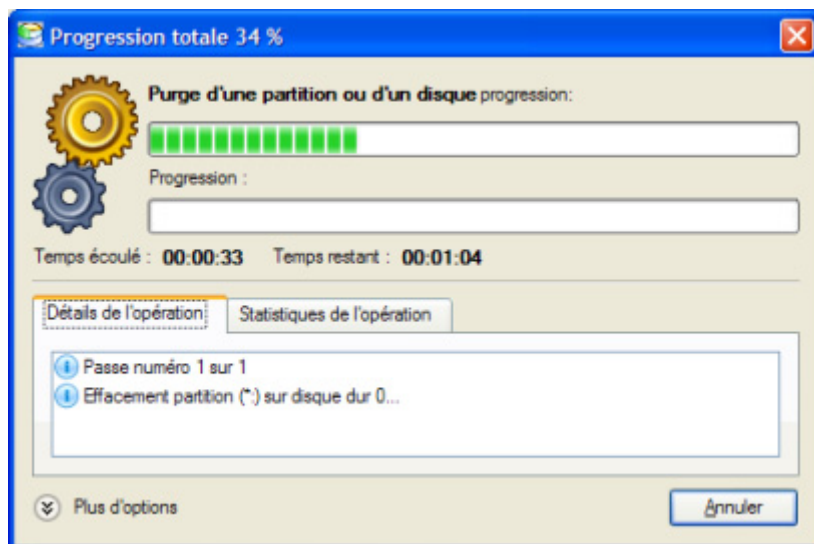 Progression totale 34 %
Purge d'une partition ou d'un disque progression:
Progression :
Temps écoulé : 00:00:33 Temps restant : 00:01:04
Détails de l'opération Statistiques de l'opération
Passe numéro 1 sur 1
Effacement partition (*:) sur disque dur 0...
Plus d'options Annuler